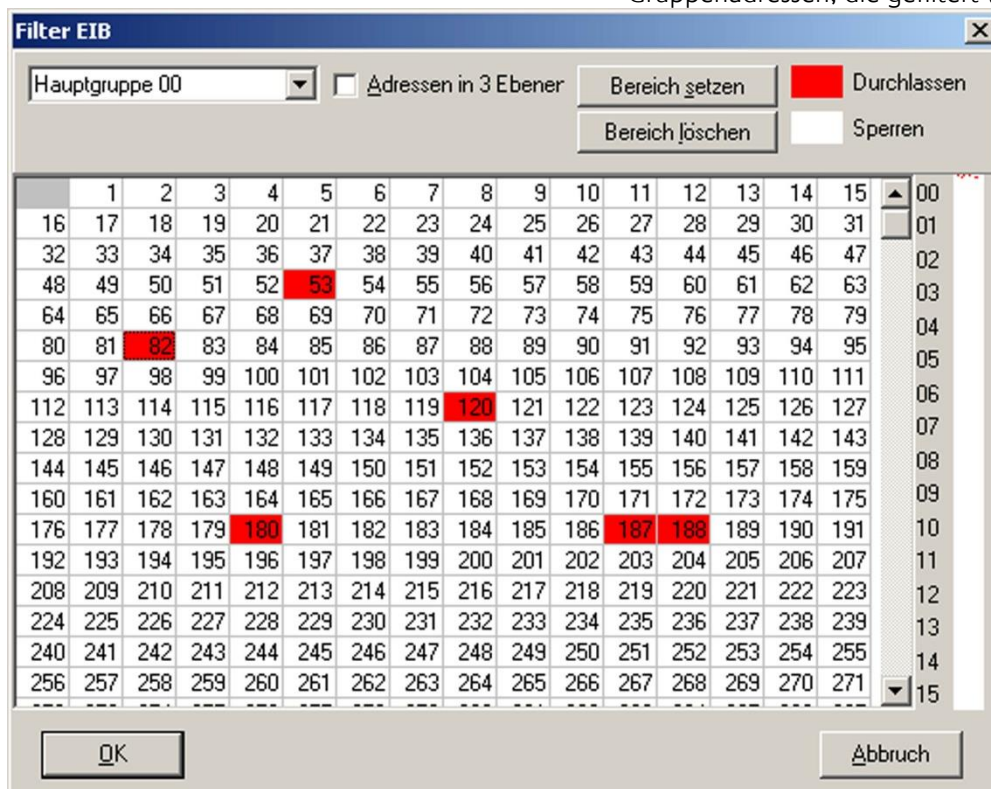 Gruppenadressen, die gefiltert
Filter EIB
Hauptgruppe 00 Adressen in 3 Ebener Bereich setzen Durchlassen
Bereich löschen Sperren
1 2 3 4 5 6 7 8 9 10 11 12 13 14 15 00
16 17 18 19 20 21 22 23 24 25 26 27 28 29 30 31 01
32 33 34 35 36 37 38 39 40 41 42 43 44 45 46 47 02
48 49 50 51 52 53 54 55 56 57 58 59 60 61 62 63 03
64 65 66 67 68 69 70 71 72 73 74 75 76 77 78 79 04
80 81 82 83 84 85 86 87 88 89 90 91 92 93 94 95 05
96 97 98 99 100 101 102 103 104 105 106 107 108 109 110 111 06
112 113 114 115 116 117 118 119 120 121 122 123 124 125 126 127 07
128 129 130 131 132 133 134 135 136 137 138 139 140 141 142 143
144 145 146 147 148 149 150 151 152 153 154 155 156 157 158 159 08
160 161 162 163 164 165 166 167 168 169 170 171 172 173 174 175 09
176 177 178 179 180 181 182 183 184 185 186 187 188 189 190 191 10
192 193 194 195 196 197 198 199 200 201 202 203 204 205 206 207 11
208 209 210 211 212 213 214 215 216 217 218 219 220 221 222 223 12
224 225 226 227 228 229 230 231 232 233 234 235 236 237 238 239 13
240 241 242 243 244 245 246 247 248 249 250 251 252 253 254 255 14
256 257 258 259 260 261 262 263 264 265 266 267 268 269 270 271 15
OK Abbruch